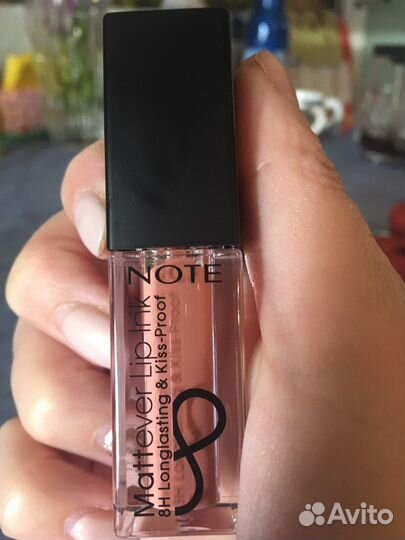 NOTE
Mattever Lip-Ink
8H Longlasting & Kiss-Proof
Avito